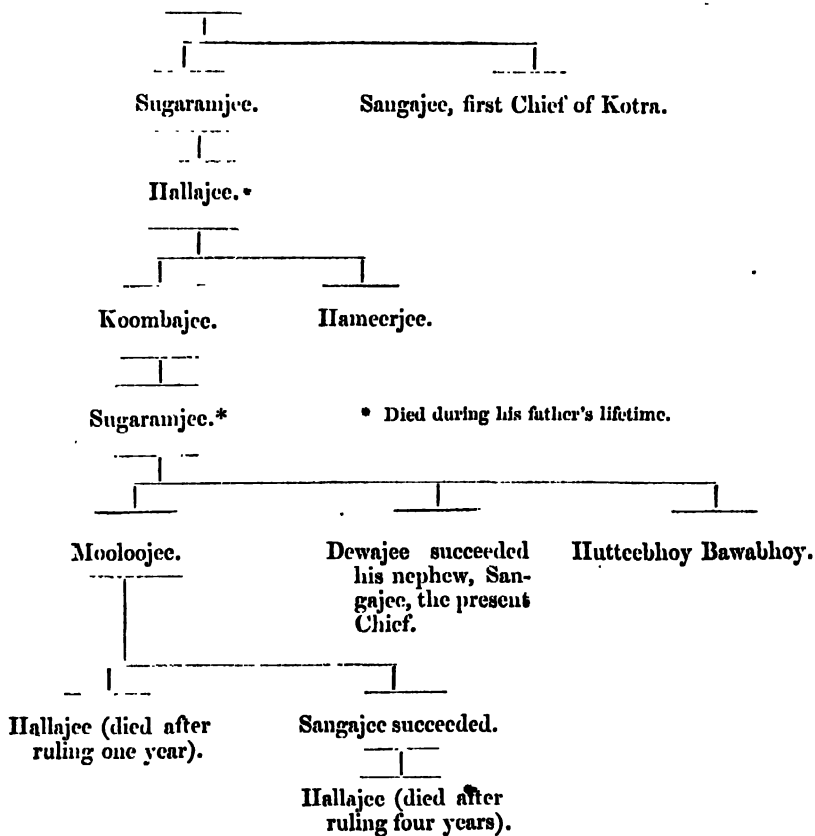 Sugaramjee. Sangajee, first Chief of Kotra.
Hallajee.*
Koombajee. Hameerjee.
Sugaramjee.* * Died during his father's lifetime.
Mooloojee.
Dewajee succeeded
his nephew, San-
gajee, the present
Chief.
Hutteebhoy Bawabhoy.
Hallajee (died after
ruling one year).
Sangajee succeeded.
Hallajee (died after
ruling four years).